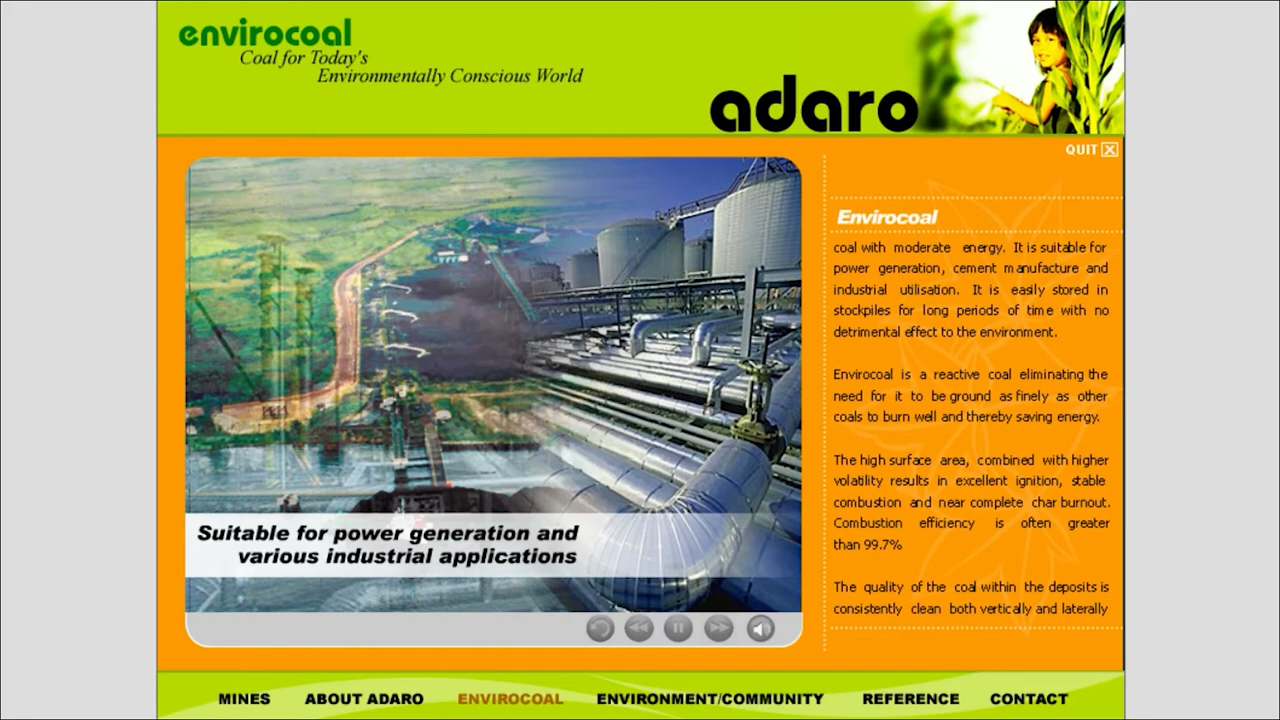 envirocoal
Coal for Today's
Environmentally Conscious World
adaro
QUIT
Envirocoal
coal with moderate energy. It is suitable for
power generation, cement manufacture and
industrial utilisation. It is easily stored in
stockpiles for long periods of time with no
detrimental effect to the environment.
Envirocoal is a reactive coal eliminating the
need for it to be ground as finely as other
coals to burn well and thereby saving energy.
The high surface area, combined with higher
volatility results in excellent ignition, stable
combustion and near complete char burnout.
Combustion efficiency is often greater
than 99.7%
The quality of the coal within the deposits is
consistently clean both vertically and laterally
Suitable for power generation and
various industrial applications
MINES ABOUT ADARO ENVIROCOAL ENVIRONMENT/COMMUNITY REFERENCE CONTACT